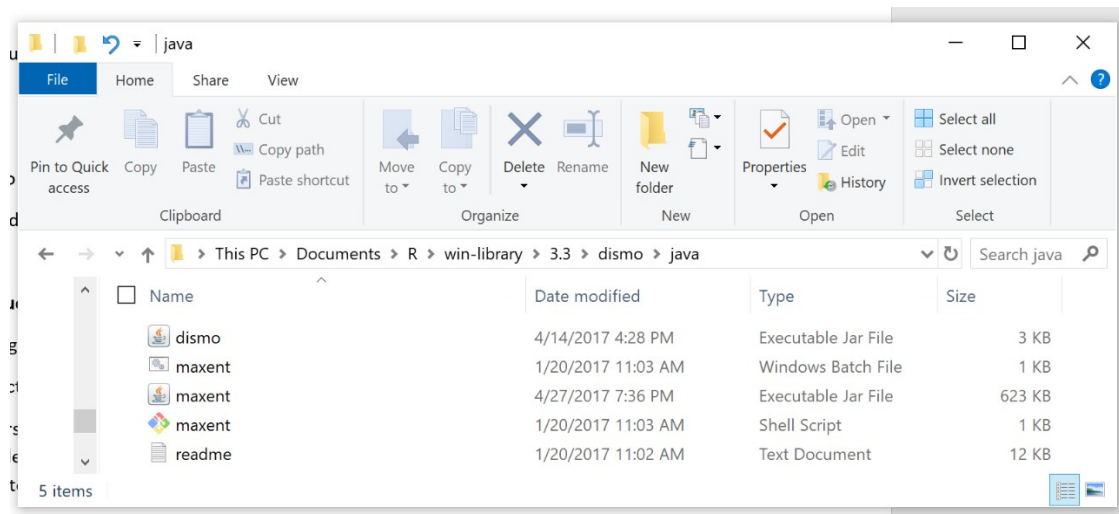 java
File Home Share View
Pin to Quick access
Copy
Paste
Cut
Copy path
Paste shortcut
Clipboard
Move to
Copy to
Delete
Rename
Organize
New folder
New
Properties
Open
Edit
History
Open
Select all
Select none
Invert selection
Select
This PC > Documents > R > win-library > 3.3 > dismo > java
Search java
Name Date modified Type Size
dismo 4/14/2017 4:28 PM Executable Jar File 3 KB
maxent 1/20/2017 11:03 AM Windows Batch File 1 KB
maxent 4/27/2017 7:36 PM Executable Jar File 623 KB
maxent 1/20/2017 11:03 AM Shell Script 1 KB
readme 1/20/2017 11:02 AM Text Document 12 KB
5 items